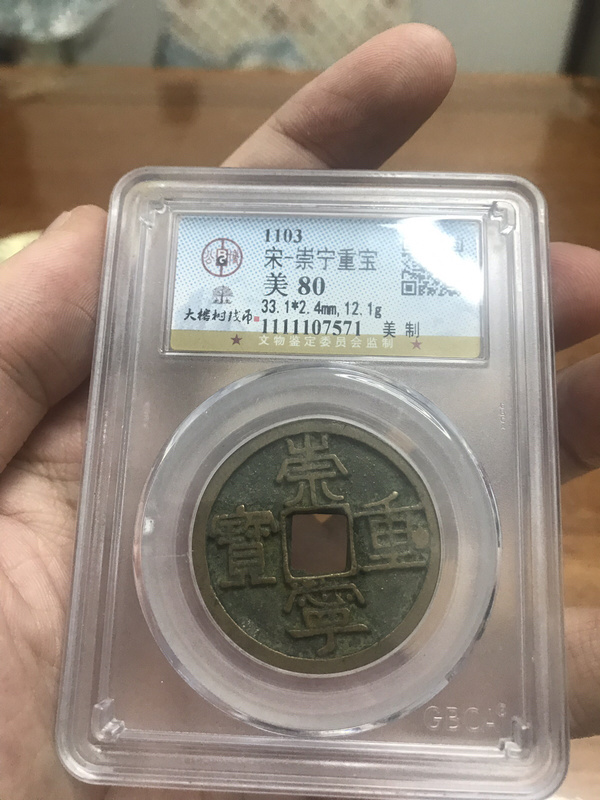 1103
宋-崇宁重宝
美 80
33.1*2.4mm, 12.1g
大橡树钱币
1111107571 美制
文物鉴定委员会监制
崇
寶 重
寧
GBCA